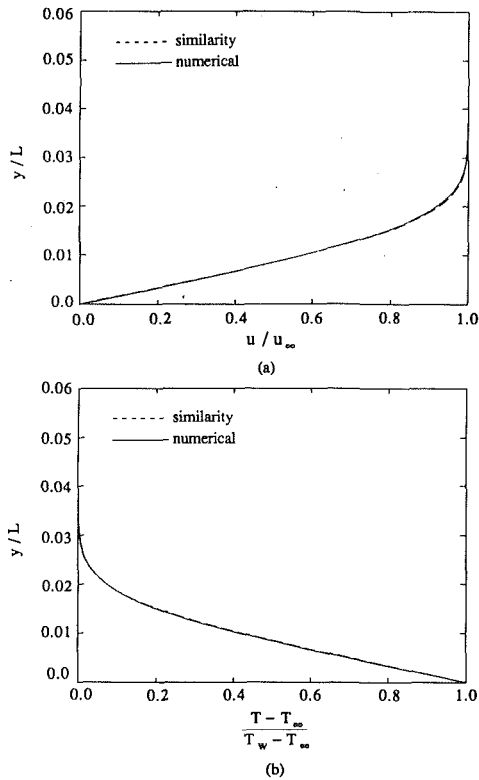 0.06
similarity
numerical
0.05
0.04
y / L
0.03
0.02
0.01
0.0
0.0 0.2 0.4 0.6 0.8 1.0
u / u∞
(a)
0.06
similarity
numerical
0.05
0.04
y / L
0.03
0.02
0.01
0.0
0.0 0.2 0.4 0.6 0.8 1.0
T − T∞
Tw − T∞
(b)